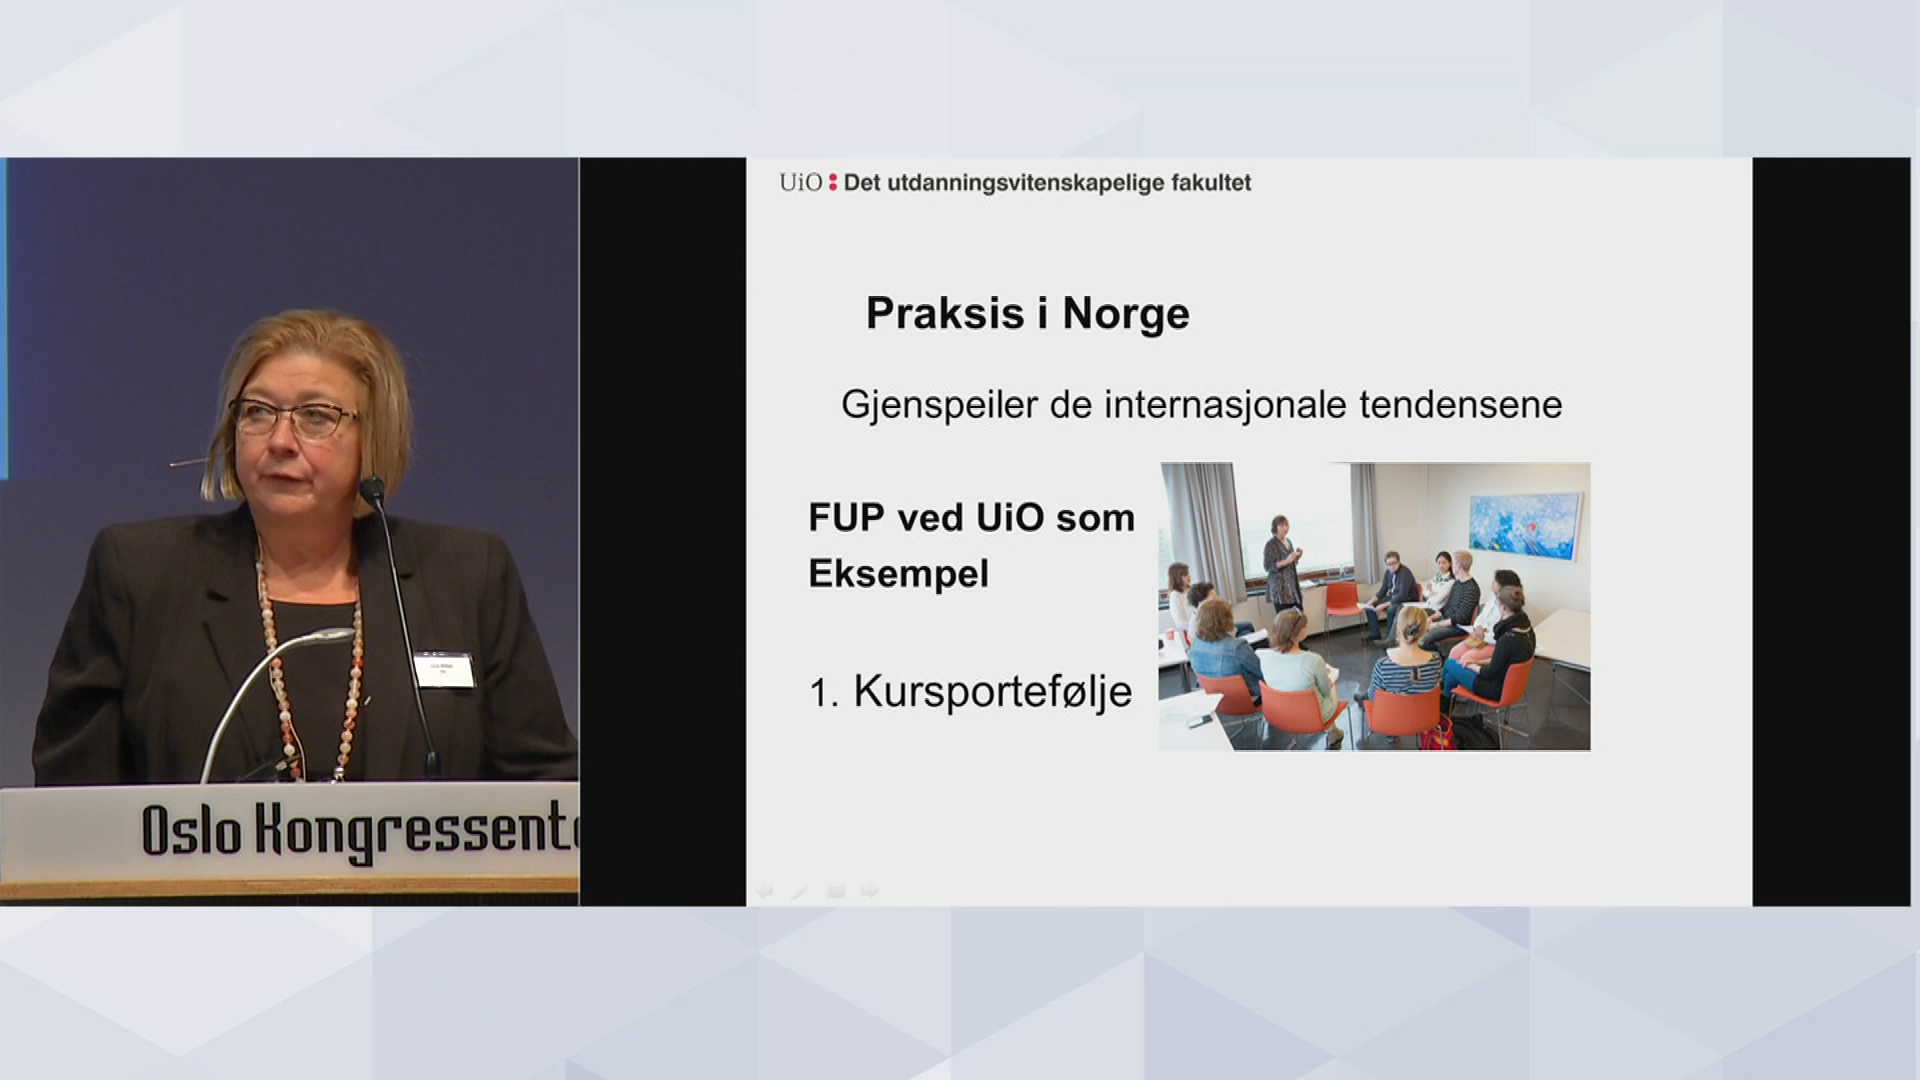 UiO : Det utdanningsvitenskapelige fakultet
Praksis i Norge
Gjenspeiler de internasjonale tendensene
FUP ved UiO som
Eksempel
1. Kursportefølje
Oslo Kongressent